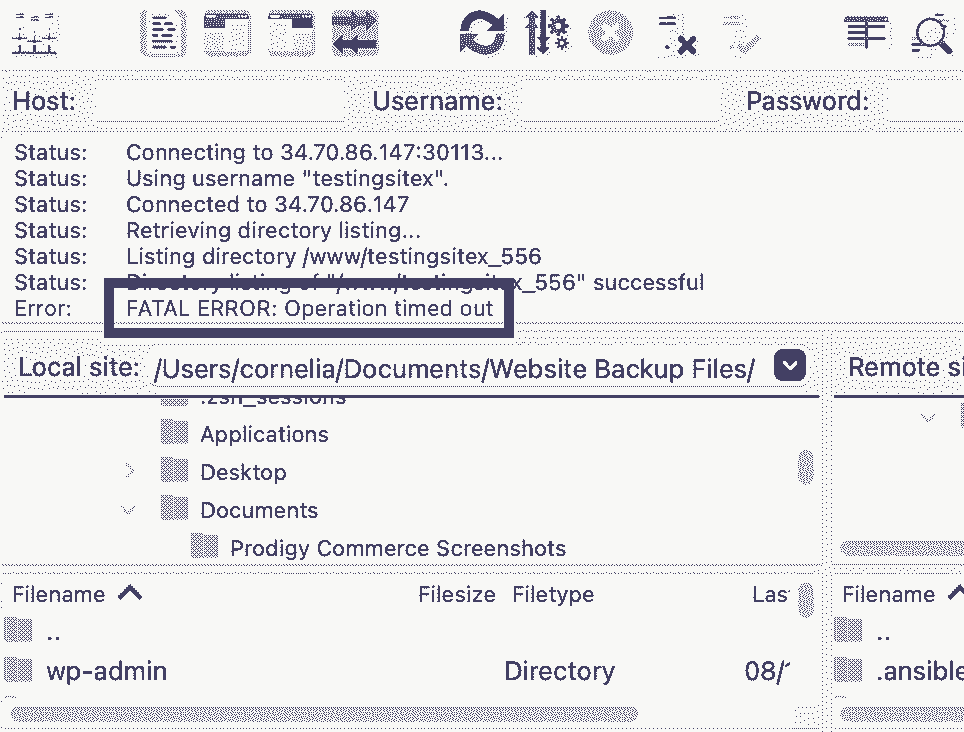 Host: Username: Password:
Status: Connecting to 34.70.86.147:30113...
Status: Using username "testingsitex".
Status: Connected to 34.70.86.147
Status: Retrieving directory listing...
Status: Listing directory /www/testingsitex_556
Status: Directory listing of "/www/testingsitex_556" successful
Error: FATAL ERROR: Operation timed out
Local site: /Users/cornelia/Documents/Website Backup Files/ Remote si
.zsh_sessions
Applications
Desktop
Documents
Prodigy Commerce Screenshots
Filename Filesize Filetype Las Filename
.. ..
wp-admin Directory 08/1 .ansible